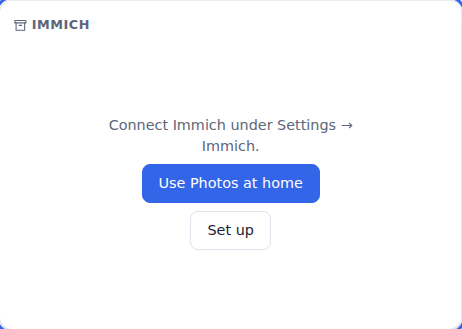 IMMICH
Connect Immich under Settings →
Immich.
Use Photos at home
Set up